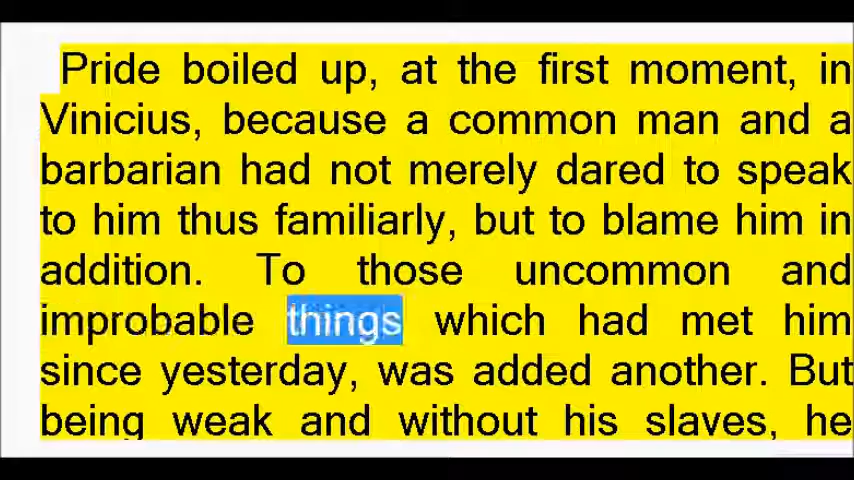 Pride boiled up, at the first moment, in
Vinicius, because a common man and a
barbarian had not merely dared to speak
to him thus familiarly, but to blame him in
addition. To those uncommon and
improbable things which had met him
since yesterday, was added another. But
being weak and without his slaves, he